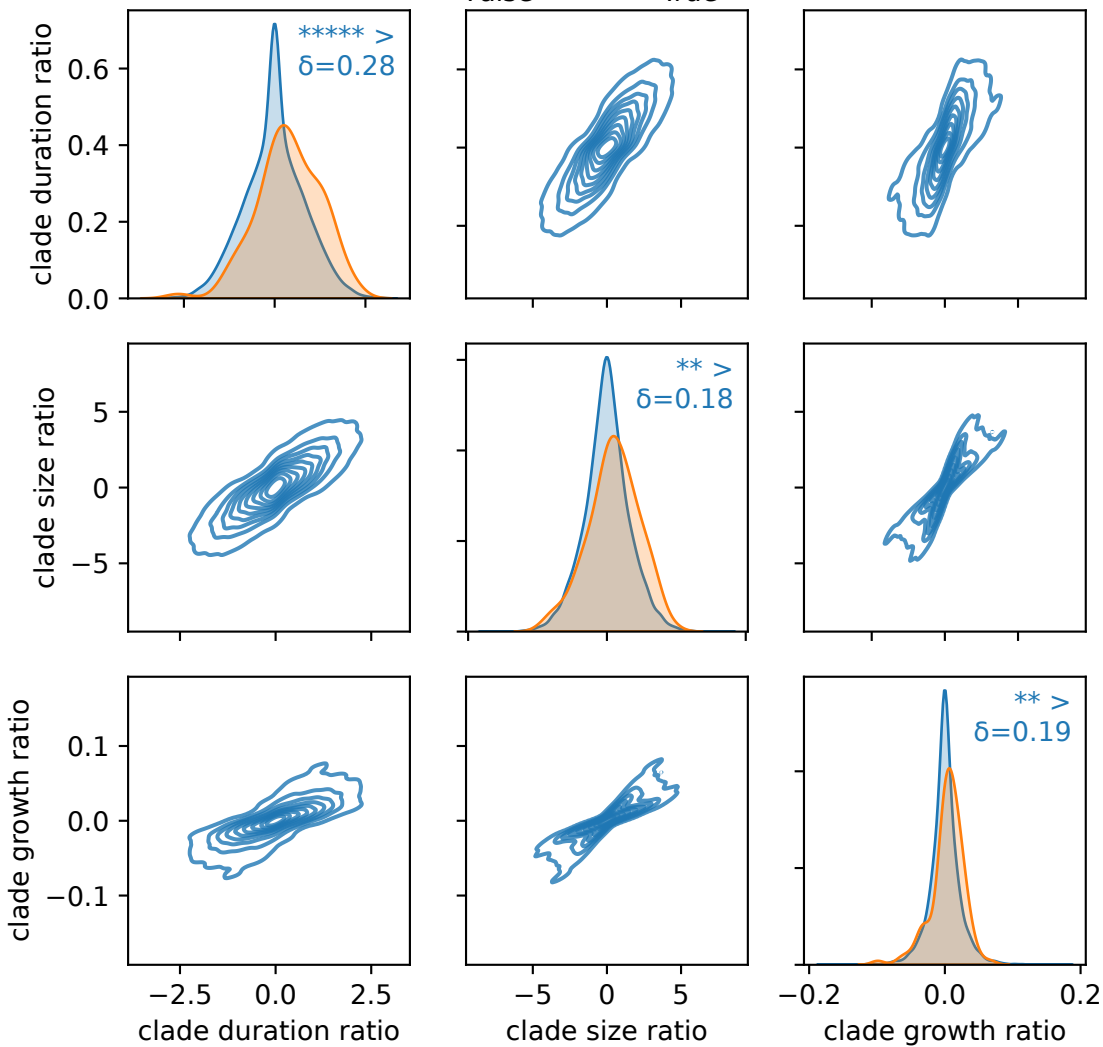 clade duration ratio
0.6
0.4
0.2
0.0
***** >
δ=0.28
clade size ratio
5
0
−5
** >
δ=0.18
clade growth ratio
0.1
0.0
−0.1
** >
δ=0.19
−2.5
0.0
2.5
−5
0
5
−0.2
0.0
0.2
clade duration ratio
clade size ratio
clade growth ratio